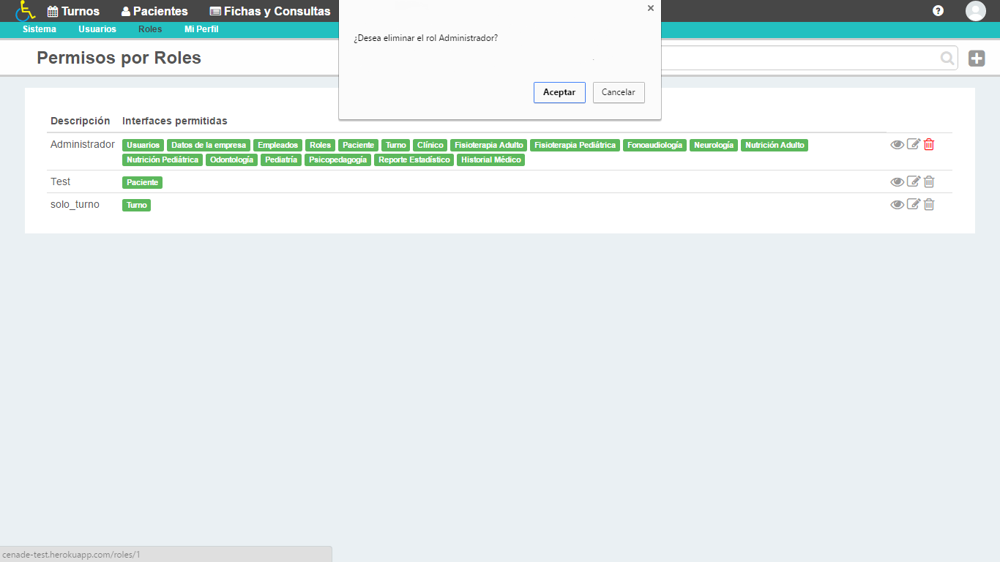 Turnos Pacientes Fichas y Consultas
Sistema Usuarios Roles Mi Perfil
Permisos por Roles
¿Desea eliminar el rol Administrador?
Aceptar Cancelar
Descripción Interfaces permitidas
Administrador Usuarios Datos de la empresa Empleados Roles Paciente Turno Clínico Fisioterapia Adulto Fisioterapia Pediátrica Fonoaudiología Neurología Nutrición Adulto
Nutrición Pediátrica Odontología Pediatría Psicopedagogía Reporte Estadístico Historial Médico
Test Paciente
solo_turno Turno
cenade-test.herokuapp.com/roles/1